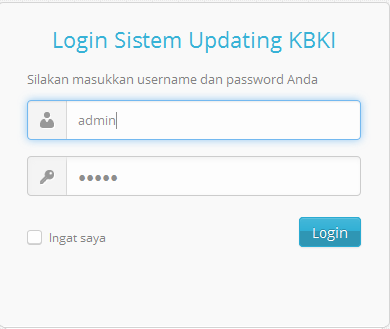 Login Sistem Updating KBKI
Silakan masukkan username dan password Anda
admin
•••••
Ingat saya
Login